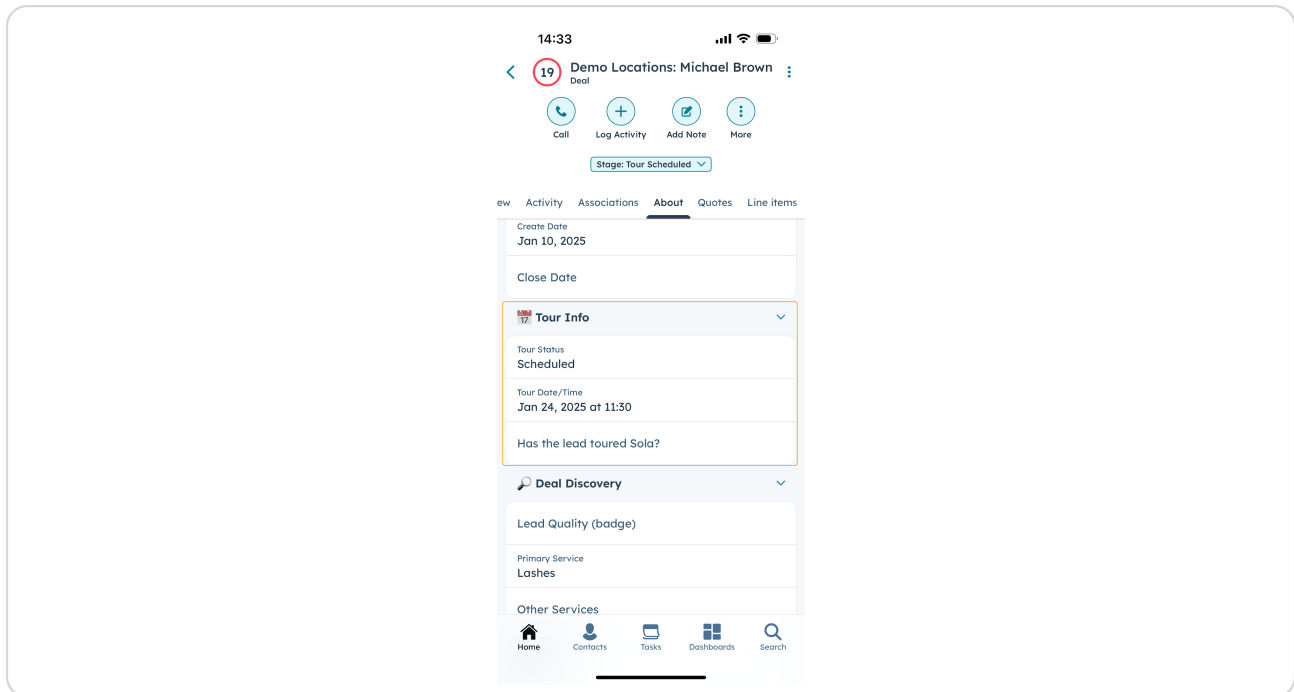 14:33
19 Demo Locations: Michael Brown
Deal
Call Log Activity Add Note More
Stage: Tour Scheduled
ew Activity Associations About Quotes Line items
Create Date
Jan 10, 2025
Close Date
17 Tour Info
Tour Status
Scheduled
Tour Date/Time
Jan 24, 2025 at 11:30
Has the lead toured Sola?
Deal Discovery
Lead Quality (badge)
Primary Service
Lashes
Other Services
Home Contacts Tasks Dashboards Search